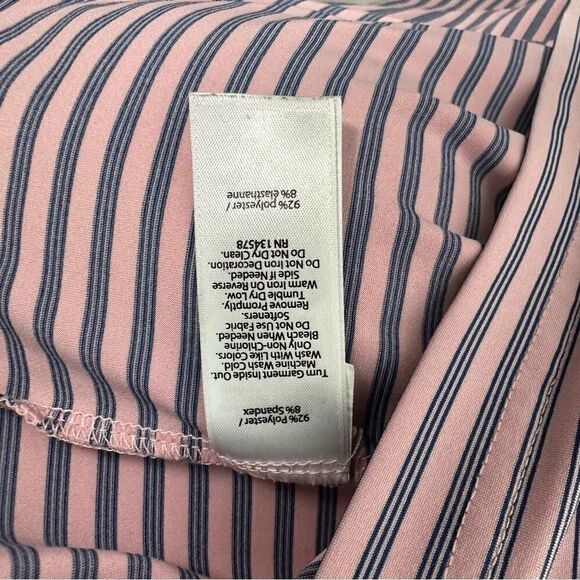 92% Polyester/
8% Spandex
Turn Garment Inside Out.
Machine Wash Cold.
Wash With Like Colors.
Only Non-Chlorine
Bleach When Needed.
Do Not Use Fabric
Softeners.
Remove Promptly.
Tumble Dry Low.
Warm Iron On Reverse
Side If Needed.
Do Not Iron Decoration.
Do Not Dry Clean.
RN 134578
92% polyester/
8% élasthanne